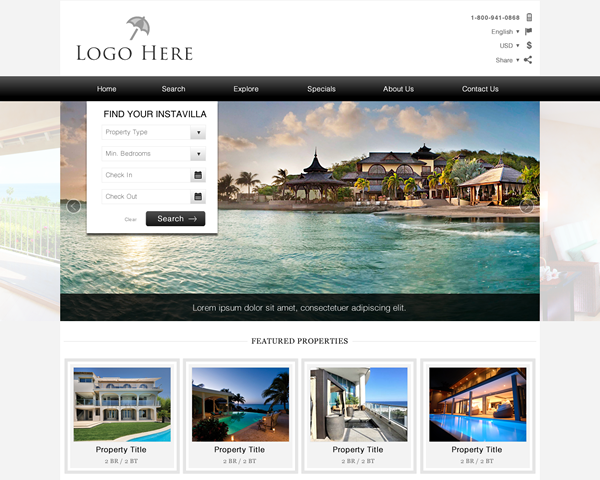 LOGO HERE
1-800-941-0868
English
USD $
Share
Home Search Explore Specials About Us Contact Us
FIND YOUR INSTAVILLA
Property Type
Min. Bedrooms
Check In
Check Out
Clear Search
Lorem ipsum dolor sit amet, consectetuer adipiscing elit.
FEATURED PROPERTIES
Property Title Property Title Property Title Property Title
2 BR / 2 BT 2 BR / 2 BT 2 BR / 2 BT 2 BR / 2 BT